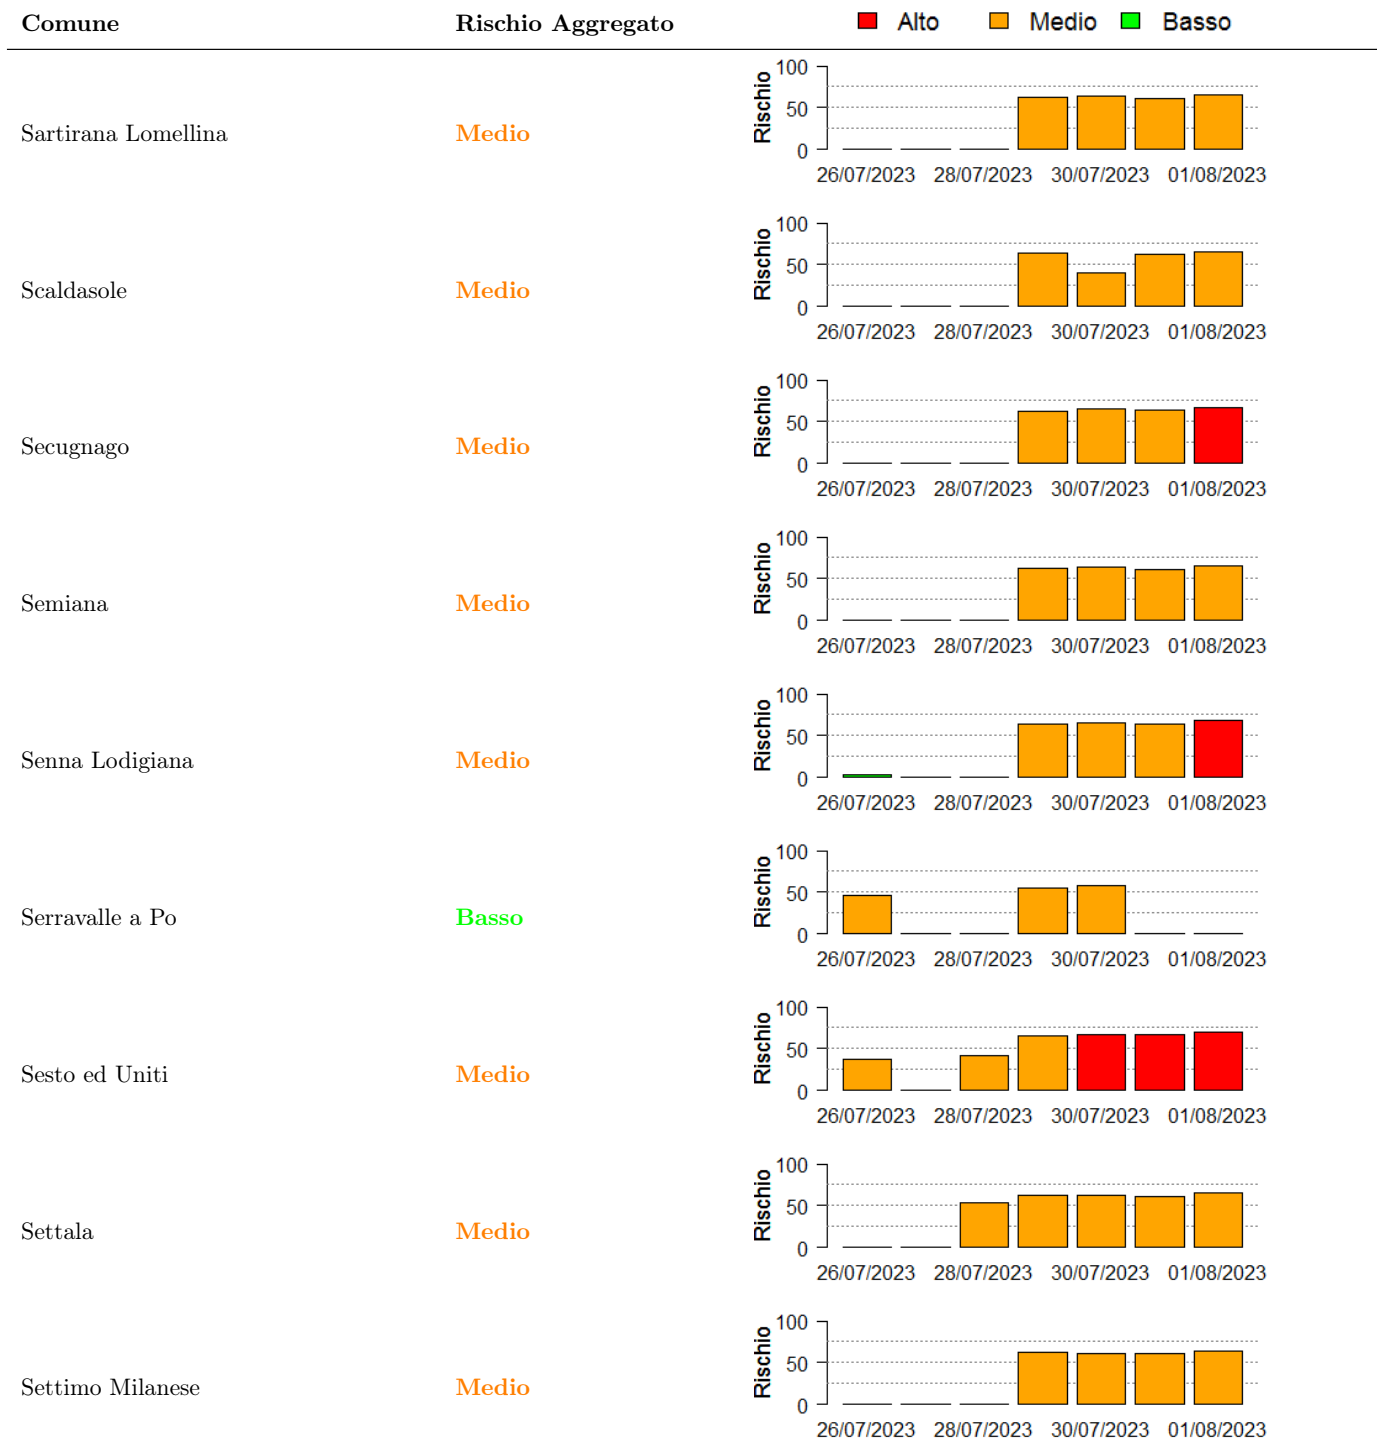 Comune Rischio Aggregato Alto Medio Basso
Sartirana Lomellina Medio
Rischio
100
50
0
26/07/2023 28/07/2023 30/07/2023 01/08/2023
Scaldasole Medio
Rischio
100
50
0
26/07/2023 28/07/2023 30/07/2023 01/08/2023
Secugnago Medio
Rischio
100
50
0
26/07/2023 28/07/2023 30/07/2023 01/08/2023
Semiana Medio
Rischio
100
50
0
26/07/2023 28/07/2023 30/07/2023 01/08/2023
Senna Lodigiana Medio
Rischio
100
50
0
26/07/2023 28/07/2023 30/07/2023 01/08/2023
Serravalle a Po Basso
Rischio
100
50
0
26/07/2023 28/07/2023 30/07/2023 01/08/2023
Sesto ed Uniti Medio
Rischio
100
50
0
26/07/2023 28/07/2023 30/07/2023 01/08/2023
Settala Medio
Rischio
100
50
0
26/07/2023 28/07/2023 30/07/2023 01/08/2023
Settimo Milanese Medio
Rischio
100
50
0
26/07/2023 28/07/2023 30/07/2023 01/08/2023